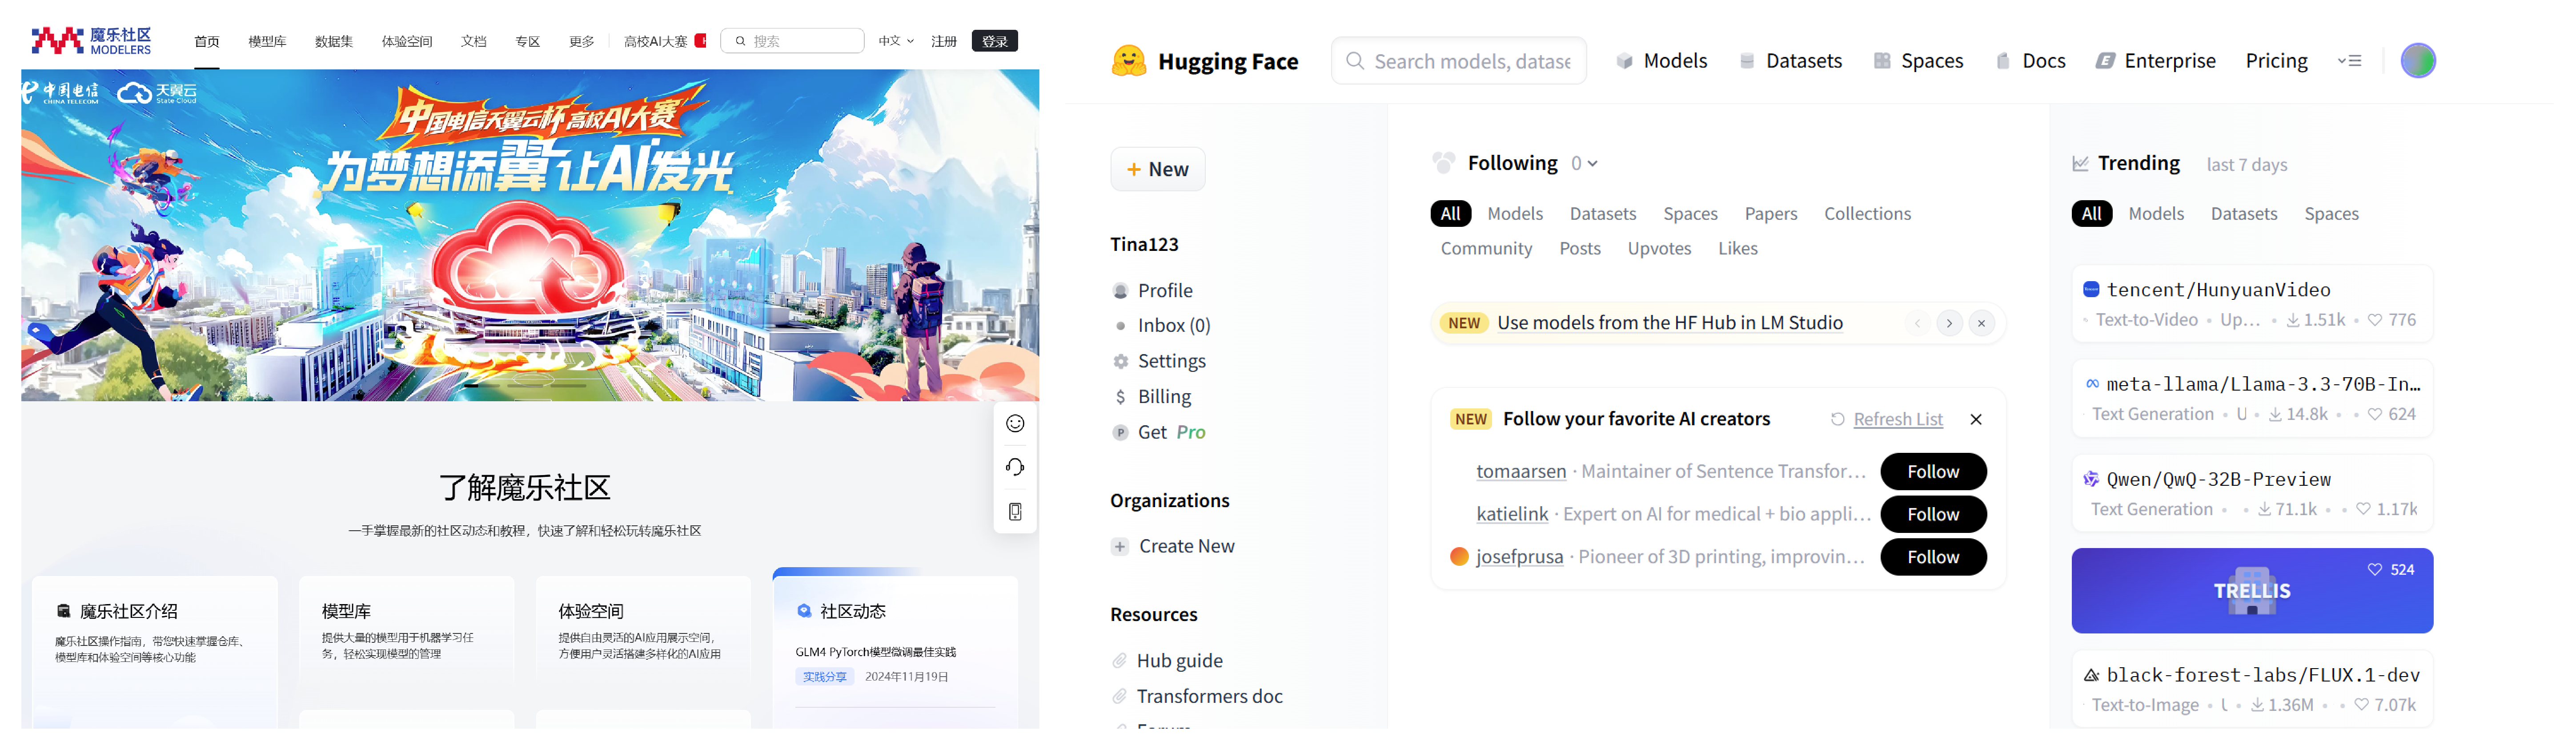 魔乐社区
MODELERS
首页 模型库 数据集 体验空间 文档 专区 更多 高校AI大赛 搜索 中文 注册 登录
中国电信
CHINA TELECOM
天翼云
State Cloud
中国电信天翼云杯高校AI大赛
为梦想添翼 让AI发光
了解魔乐社区
一手掌握最新的社区动态和教程，快速了解和轻松玩转魔乐社区
魔乐社区介绍
魔乐社区操作指南，带您快速掌握仓库、
模型库和体验空间等核心功能
模型库
提供大量的模型用于机器学习任
务，轻松实现模型的管理
体验空间
提供自由灵活的AI应用展示空间，
方便用户灵活搭建多样化的AI应用
社区动态
GLM4 PyTorch模型微调最佳实践
实践分享 2024年11月19日
Hugging Face
Search models, datase
Models Datasets Spaces Docs Enterprise Pricing
+ New
Tina123
Profile
Inbox (0)
Settings
Billing
Get Pro
Organizations
Create New
Resources
Hub guide
Transformers doc
Forum
Following 0
All Models Datasets Spaces Papers Collections
Community Posts Upvotes Likes
NEW Use models from the HF Hub in LM Studio
NEW Follow your favorite AI creators Refresh List
tomaarsen · Maintainer of Sentence Transfor… Follow
katielink · Expert on AI for medical + bio appli… Follow
josefprusa · Pioneer of 3D printing, improvin… Follow
Trending last 7 days
All Models Datasets Spaces
tencent/HunyuanVideo
Text-to-Video • Up… • 1.51k • 776
meta-llama/Llama-3.3-70B-In…
Text Generation • U • 14.8k • • 624
Qwen/QwQ-32B-Preview
Text Generation • • 71.1k • • 1.17k
524
TRELLIS
black-forest-labs/FLUX.1-dev
Text-to-Image • U • 1.36M • • 7.07k